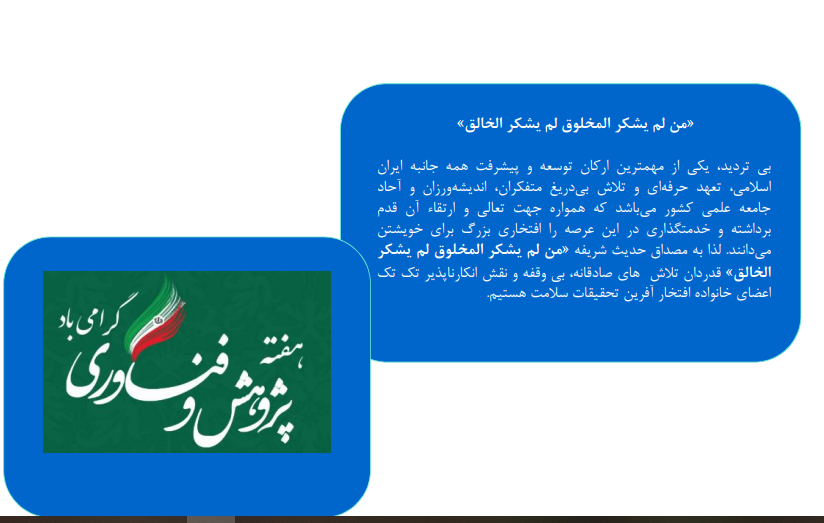 «من لم یشکر المخلوق لم یشکر الخالق»
بی تردید، یکی از مهمترین ارکان توسعه و پیشرفت همه جانبه ایران
اسلامی، تعهد حرفه‌ای و تلاش بی‌دریغ متفکران، اندیشه‌ورزان و آحاد
جامعه علمی کشور می‌باشد که همواره جهت تعالی و ارتقاء آن قدم
برداشته و خدمتگذاری در این عرصه را افتخاری بزرگ برای خویشتن
می‌دانند. لذا به مصداق حدیث شریفه «من لم یشکر المخلوق لم یشکر
الخالق» قدردان تلاش های صادقانه، بی وقفه و نقش انکارناپذیر تک تک
اعضای خانواده افتخار آفرین تحقیقات سلامت هستیم.
هفته
پژوهش و فناوری
گرامی باد